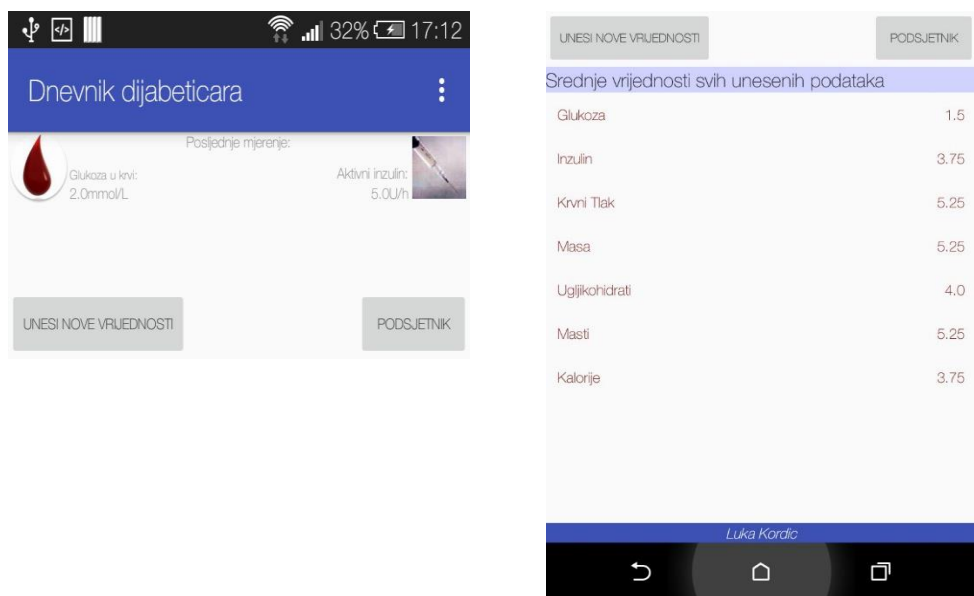 32% 17:12
Dnevnik dijabeticara
Posljednje mjerenje:
Glukoza u krvi:
2.0mmol/L
Aktivni inzulin:
5.0U/h
UNESI NOVE VRIJEDNOSTI PODSJETNIK
UNESI NOVE VRIJEDNOSTI PODSJETNIK
Srednje vrijednosti svih unesenih podataka
Glukoza 1.5
Inzulin 3.75
Krvni Tlak 5.25
Masa 5.25
Ugljikohidrati 4.0
Masti 5.25
Kalorije 3.75
Luka Kordic